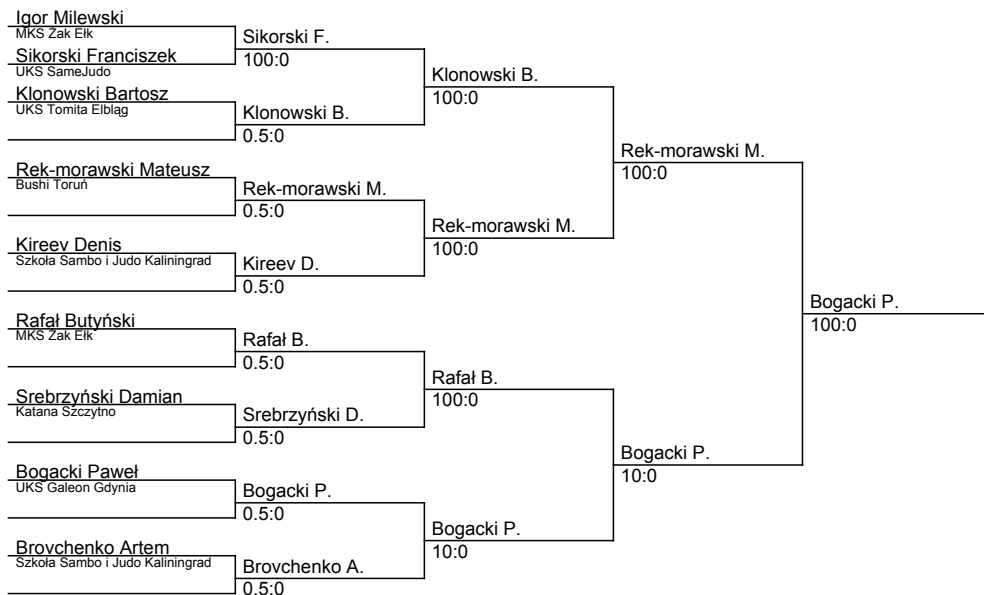 Igor Milewski
MKS Żak Ełk
Sikorski Franciszek
UKS SameJudo
Klonowski Bartosz
UKS Tomita Elbląg
Rek-morawski Mateusz
Bushi Toruń
Kireev Denis
Szkoła Sambo i Judo Kaliningrad
Rafał Butyński
MKS Żak Ełk
Srebrzyński Damian
Katana Szczytno
Bogacki Paweł
UKS Galeon Gdynia
Brovchenko Artem
Szkoła Sambo i Judo Kaliningrad
Sikorski F.
100:0
Klonowski B.
0.5:0
Rek-morawski M.
0.5:0
Kireev D.
0.5:0
Rafał B.
0.5:0
Srebrzyński D.
0.5:0
Bogacki P.
0.5:0
Brovchenko A.
0.5:0
Klonowski B.
100:0
Rek-morawski M.
100:0
Rafał B.
100:0
Bogacki P.
10:0
Rek-morawski M.
100:0
Bogacki P.
10:0
Bogacki P.
100:0